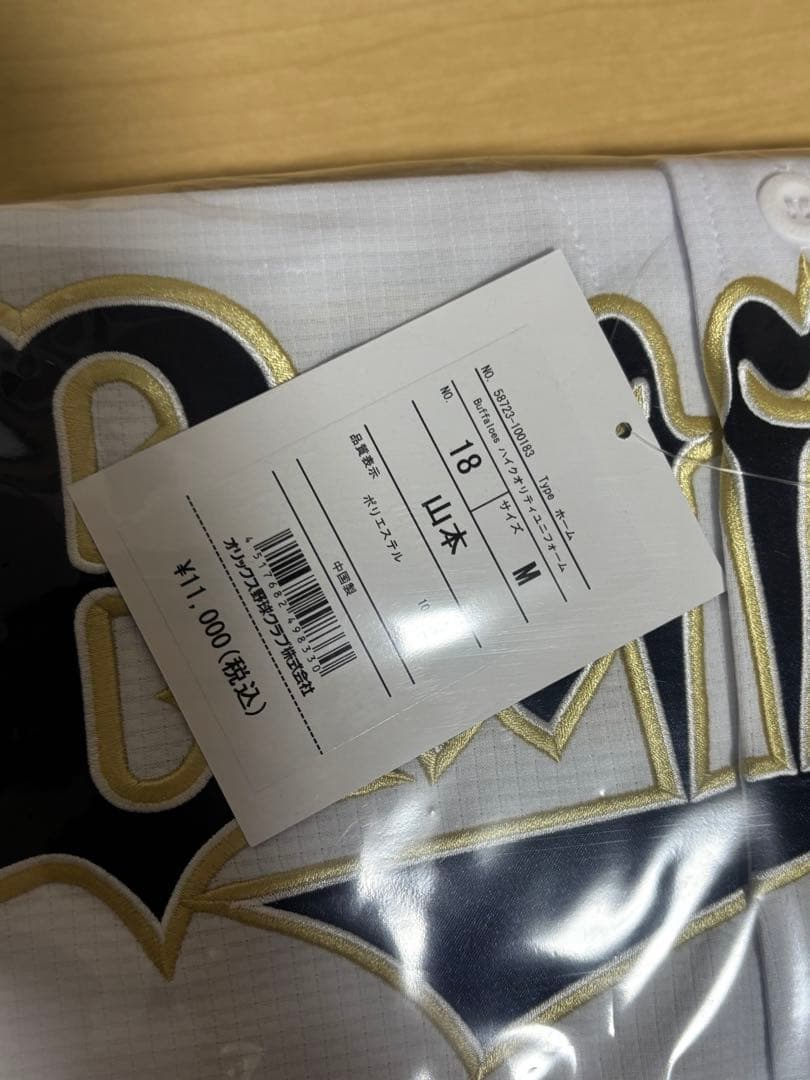 NO. 58723-100183 Type ホーム
Buffaloes ハイクオリティユニフォーム
NO. 18 サイズ M
山本
品質表示 ポリエステル 10
中国製
4517682498330
オリックス野球クラブ株式会社
¥11,000(税込)